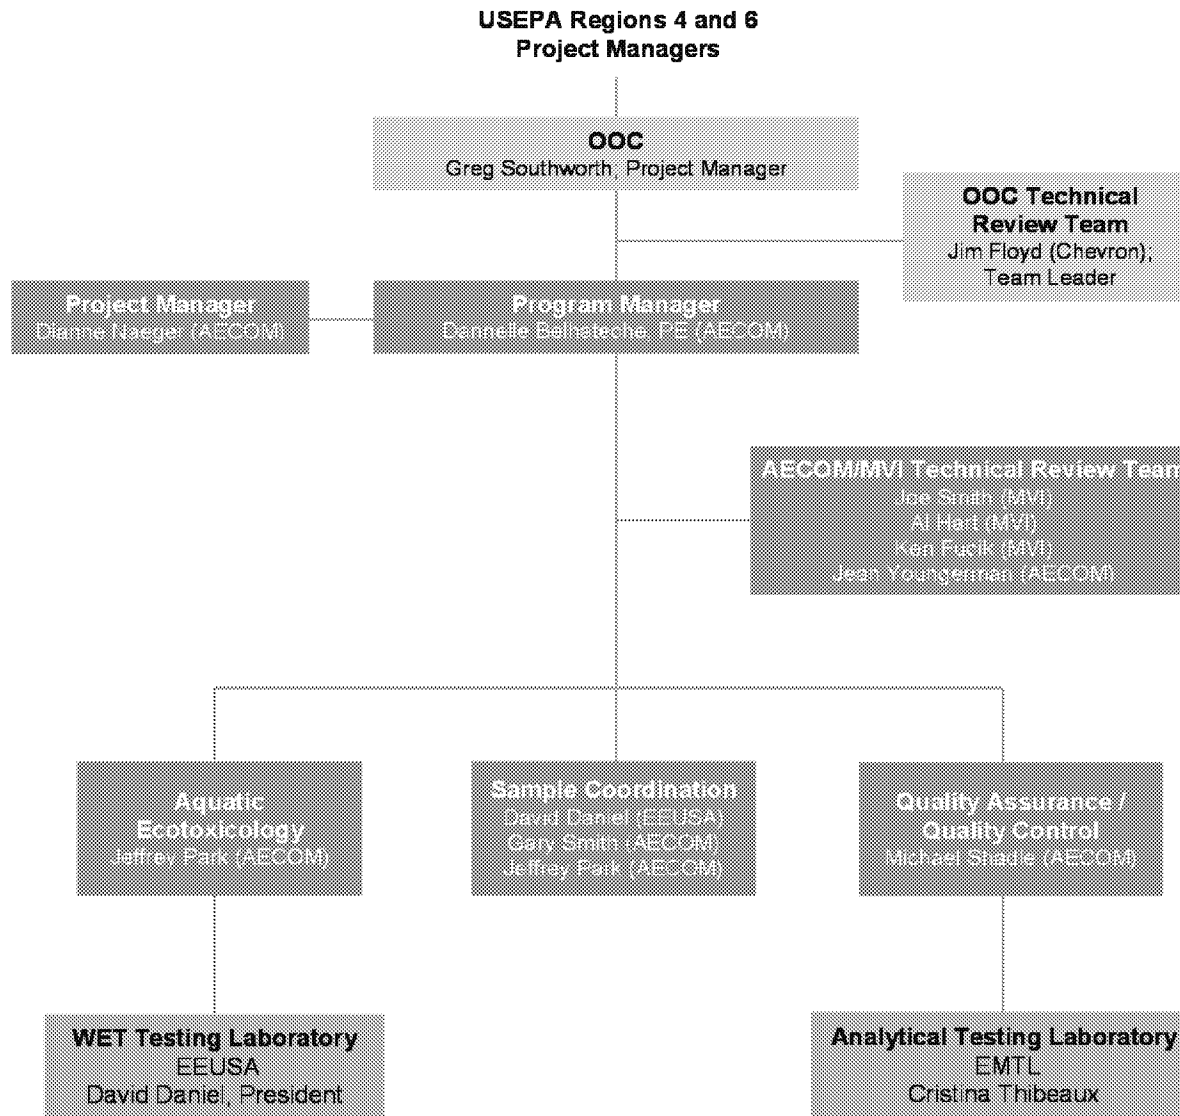 USEPA Regions 4 and 6
Project Managers
OOC
Greg Southworth, Project Manager
OOC Technical
Review Team
Jim Floyd (Chevron);
Team Leader
Project Manager
Dianne Naeger (AECOM)
Program Manager
Dannelle Belhateche, PE (AECOM)
AECOM/MVI Technical Review Team
Joe Smith (MVI)
Al Hart (MVI)
Ken Fucik (MVI)
Jean Youngerman (AECOM)
Aquatic
Ecotoxicology
Jeffrey Park (AECOM)
Sample Coordination
David Daniel (EEUSA)
Gary Smith (AECOM)
Jeffrey Park (AECOM)
Quality Assurance /
Quality Control
Michael Shadle (AECOM)
WET Testing Laboratory
EEUSA
David Daniel, President
Analytical Testing Laboratory
EMTL
Cristina Thibeaux